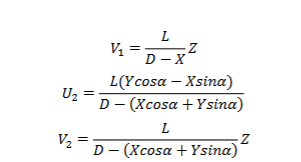 V₁ = L / (D − X) Z
U₂ = L(Ycosα − Xsinα) / (D − (Xcosα + Ysinα))
V₂ = L / (D − (Xcosα + Ysinα)) Z